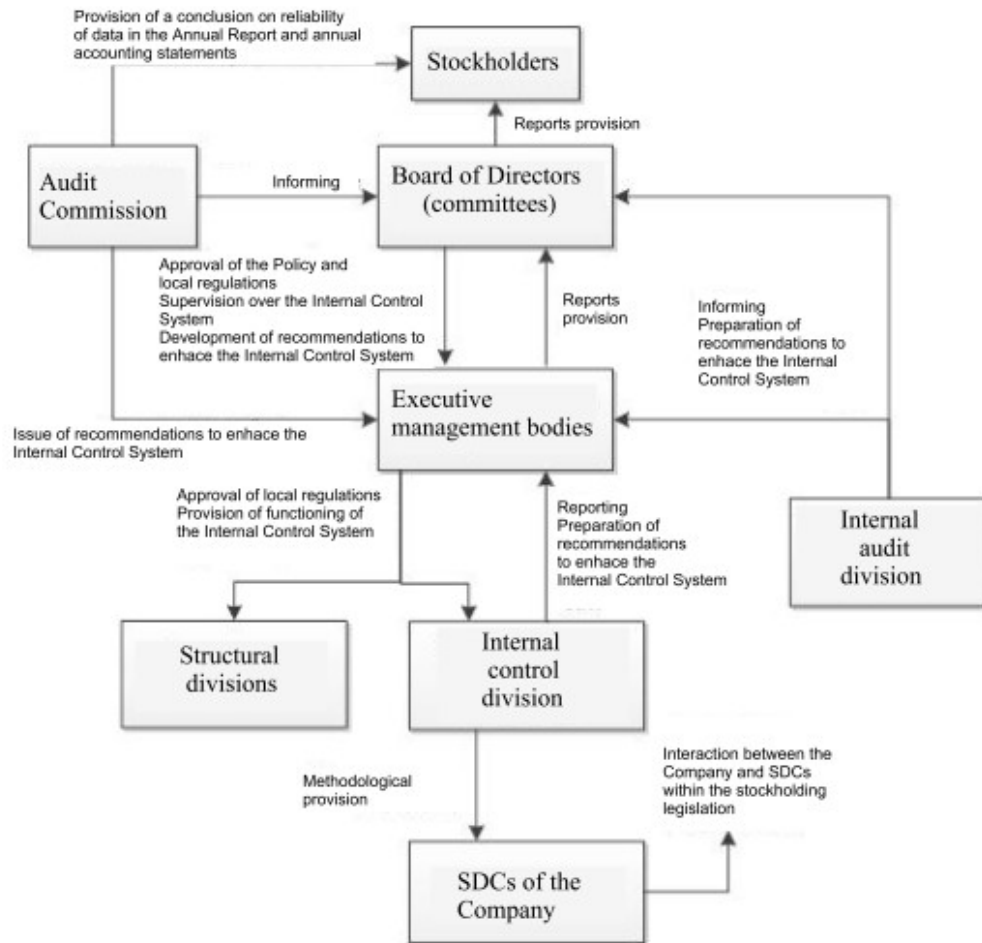 Provision of a conclusion on reliability
of data in the Annual Report and annual
accounting statements
Stockholders
Reports provision
Audit
Commission
Informing
Board of Directors
(committees)
Approval of the Policy and
local regulations
Supervision over the Internal Control
System
Development of recommendations to
enhace the Internal Control System
Reports
provision
Informing
Preparation of
recommendations to
enhace the Internal
Control System
Executive
management bodies
Issue of recommendations to enhace the
Internal Control System
Approval of local regulations
Provision of functioning of
the Internal Control System
Reporting
Preparation of
recommendations
to enhace the
Internal Control System
Internal
audit
division
Structural
divisions
Internal
control
division
Methodological
provision
Interaction between the
Company and SDCs
within the stockholding
legislation
SDCs of the
Company